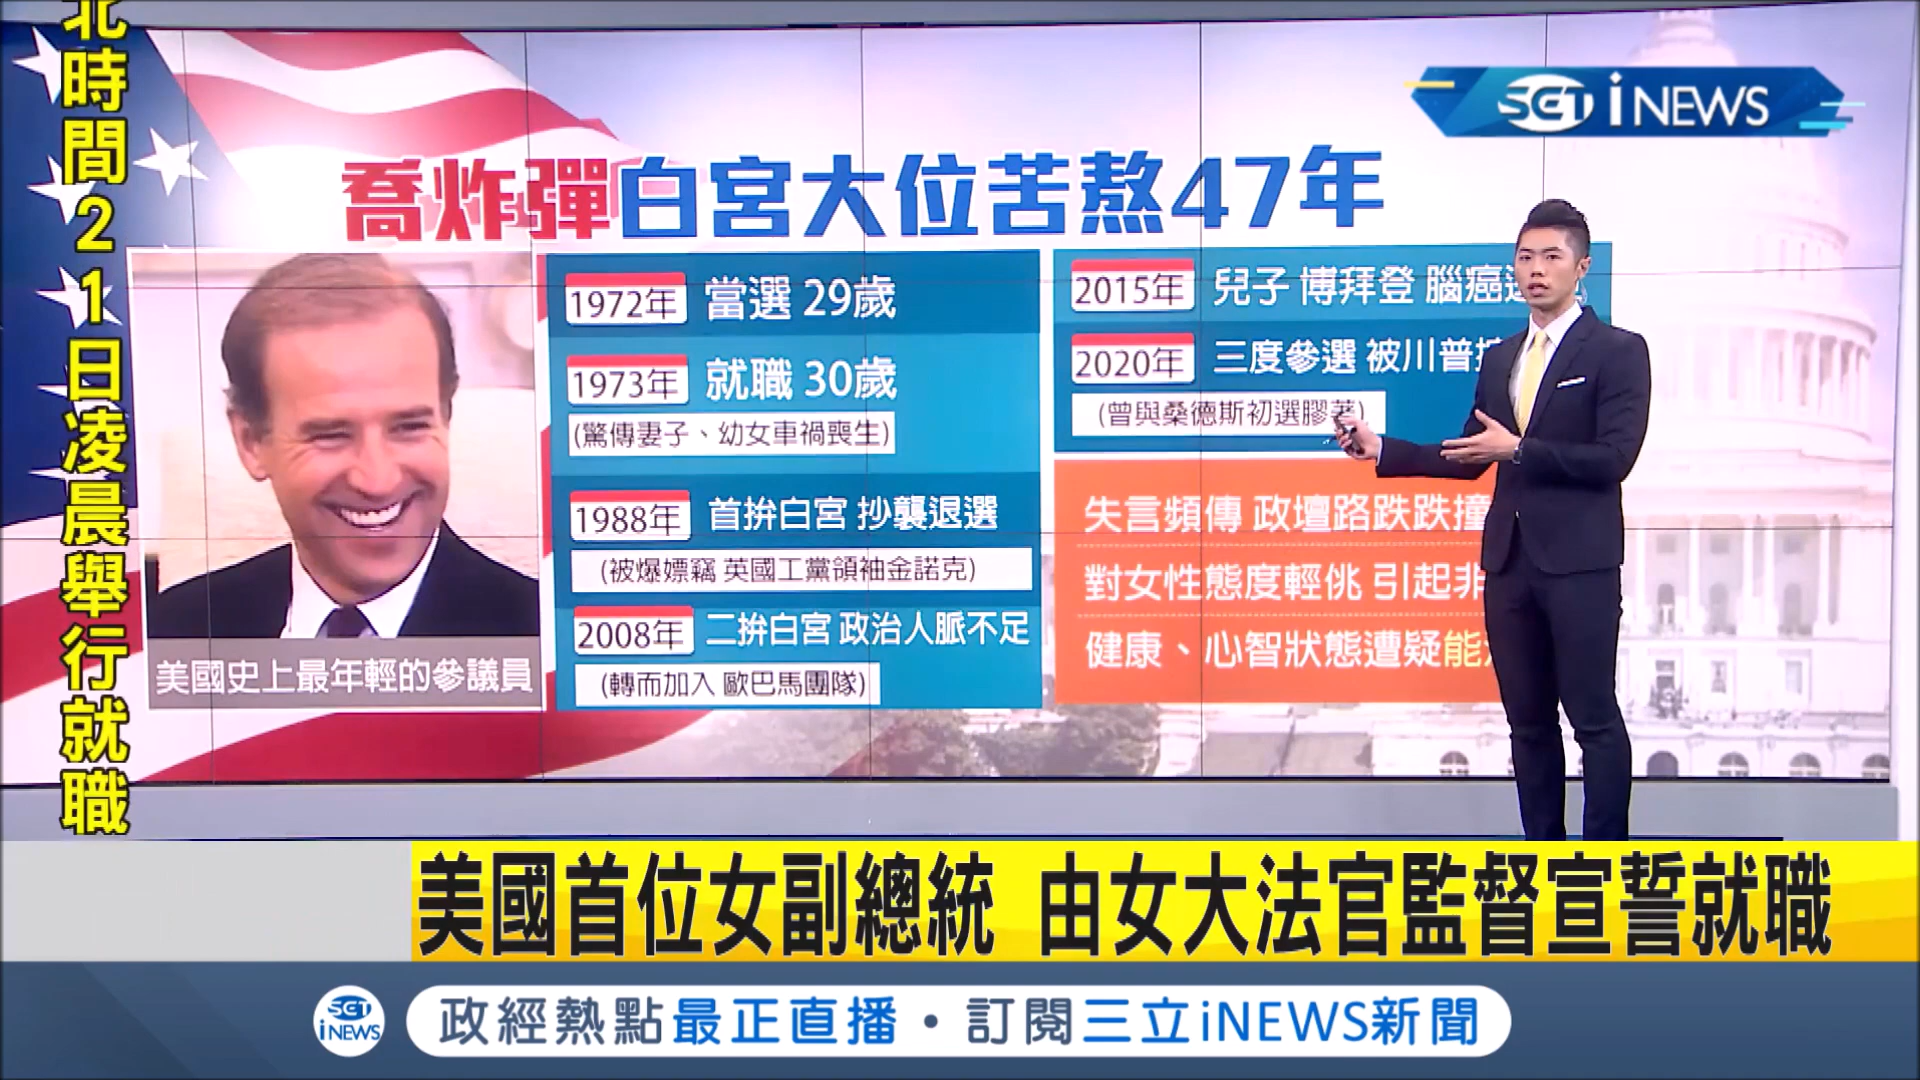 北時間21日凌晨舉行就職
SET iNEWS
喬炸彈白宮大位苦熬47年
1972年 當選 29歲
1973年 就職 30歲
(驚傳妻子、幼女車禍喪生)
1988年 首拚白宮 抄襲退選
(被爆嫖竊 英國工黨領袖金諾克)
2008年 二拚白宮 政治人脈不足
(轉而加入 歐巴馬團隊)
美國史上最年輕的參議員
2015年 兒子 博拜登 腦癌
2020年 三度參選 被川普
(曾與桑德斯初選膠著)
失言頻傳 政壇路跌跌撞
對女性態度輕佻 引起非
健康、心智狀態遭疑能
美國首位女副總統 由女大法官監督宣誓就職
SET iNEWS
政經熱點最正直播・訂閱三立iNEWS新聞